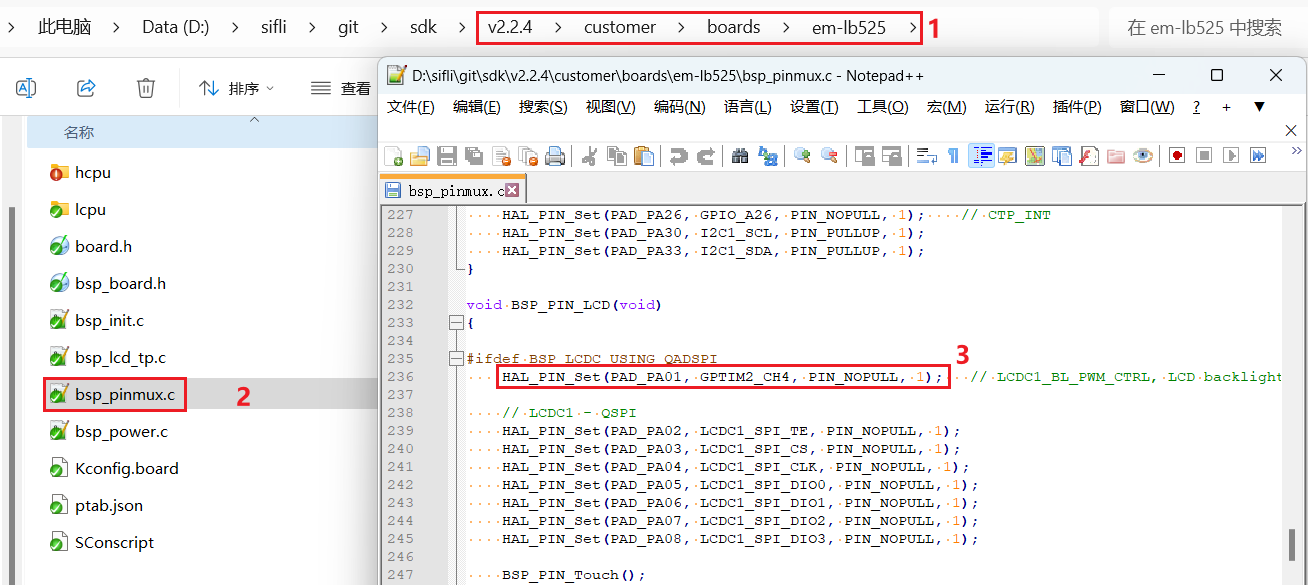 此电脑 > Data (D:) > sifli > git > sdk > v2.2.4 > customer > boards > em-lb525 > 1
在 em-lb525 中搜索
排序
查看
名称
hcpu
lcpu
board.h
bsp_board.h
bsp_init.c
bsp_lcd_tp.c
bsp_pinmux.c 2
bsp_power.c
Kconfig.board
ptab.json
SConscript
D:\sifli\git\sdk\v2.2.4\customer\boards\em-lb525\bsp_pinmux.c - Notepad++
文件(F) 编辑(E) 搜索(S) 视图(V) 编码(N) 语言(L) 设置(T) 工具(O) 宏(M) 运行(R) 插件(P) 窗口(W) ? + ▼
bsp_pinmux.c
227 HAL_PIN_Set(PAD_PA26, GPIO_A26, PIN_NOPULL, 1); // CTP_INT
228 HAL_PIN_Set(PAD_PA30, I2C1_SCL, PIN_PULLUP, 1);
229 HAL_PIN_Set(PAD_PA33, I2C1_SDA, PIN_PULLUP, 1);
230 }
231
232 void BSP_PIN_LCD(void)
233 {
234
235 #ifdef BSP_LCDC_USING_QADSPI
3
236 HAL_PIN_Set(PAD_PA01, GPTIM2_CH4, PIN_NOPULL, 1); // LCDC1_BL_PWM_CTRL, LCD backlight
237
238 // LCDC1 - QSPI
239 HAL_PIN_Set(PAD_PA02, LCDC1_SPI_TE, PIN_NOPULL, 1);
240 HAL_PIN_Set(PAD_PA03, LCDC1_SPI_CS, PIN_NOPULL, 1);
241 HAL_PIN_Set(PAD_PA04, LCDC1_SPI_CLK, PIN_NOPULL, 1);
242 HAL_PIN_Set(PAD_PA05, LCDC1_SPI_DIO0, PIN_NOPULL, 1);
243 HAL_PIN_Set(PAD_PA06, LCDC1_SPI_DIO1, PIN_NOPULL, 1);
244 HAL_PIN_Set(PAD_PA07, LCDC1_SPI_DIO2, PIN_NOPULL, 1);
245 HAL_PIN_Set(PAD_PA08, LCDC1_SPI_DIO3, PIN_NOPULL, 1);
246
247 BSP_PIN_Touch();